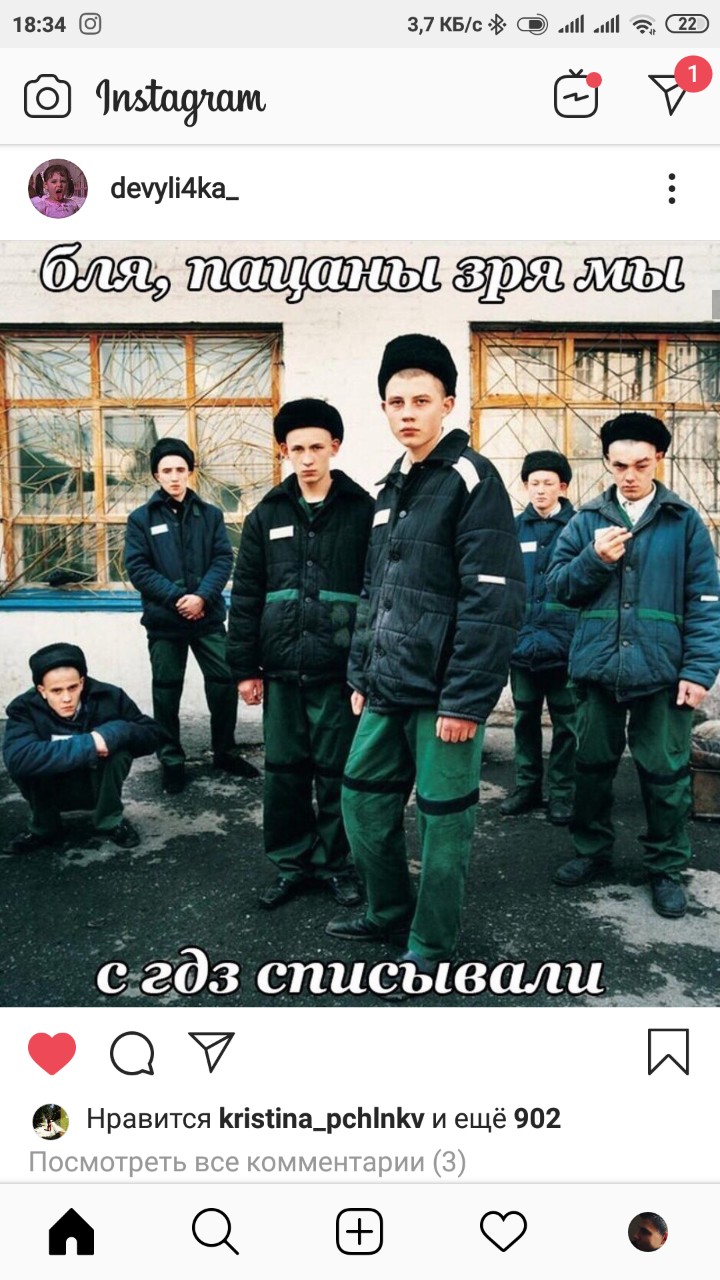 18:34 3,7 КБ/с 22
Instagram 1
devyli4ka_
бля, пацаны зря мы
с гдз списывали
Нравится kristina_pchlnkv и ещё 902
Посмотреть все комментарии (3)